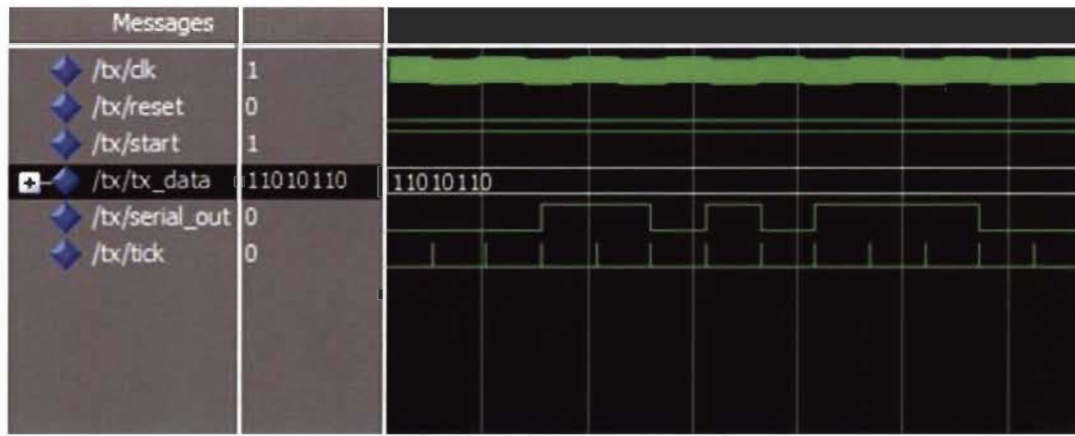 Messages
/tx/clk 1
/tx/reset 0
/tx/start 1
/tx/tx_data 11010110 11010110
/tx/serial_out 0
/tx/tick 0